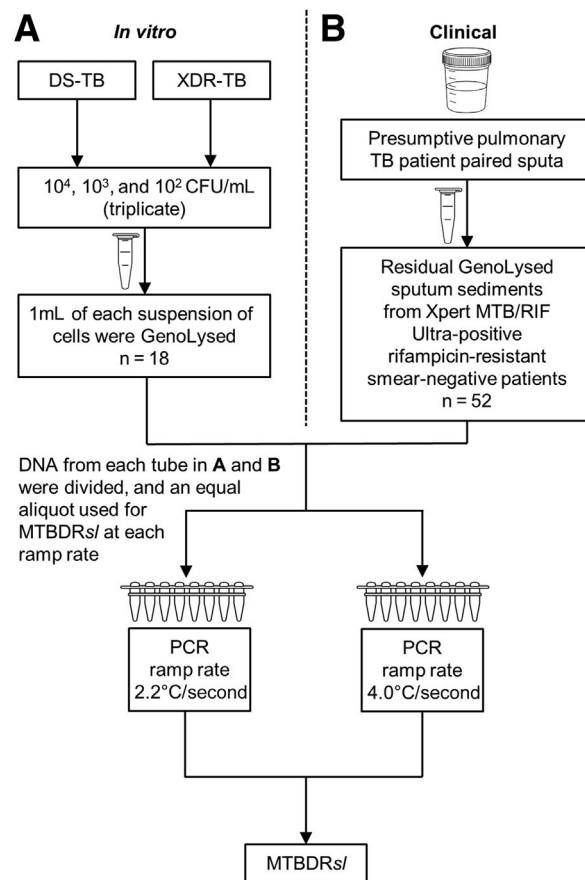 A
In vitro
B
Clinical
DS-TB
XDR-TB
10⁴, 10³, and 10² CFU/mL
(triplicate)
1mL of each suspension of
cells were GenoLysed
n = 18
Presumptive pulmonary
TB patient paired sputa
Residual GenoLysed
sputum sediments
from Xpert MTB/RIF
Ultra-positive
rifampicin-resistant
smear-negative patients
n = 52
DNA from each tube in A and B
were divided, and an equal
aliquot used for
MTBDRsl at each
ramp rate
PCR
ramp rate
2.2°C/second
PCR
ramp rate
4.0°C/second
MTBDRsl